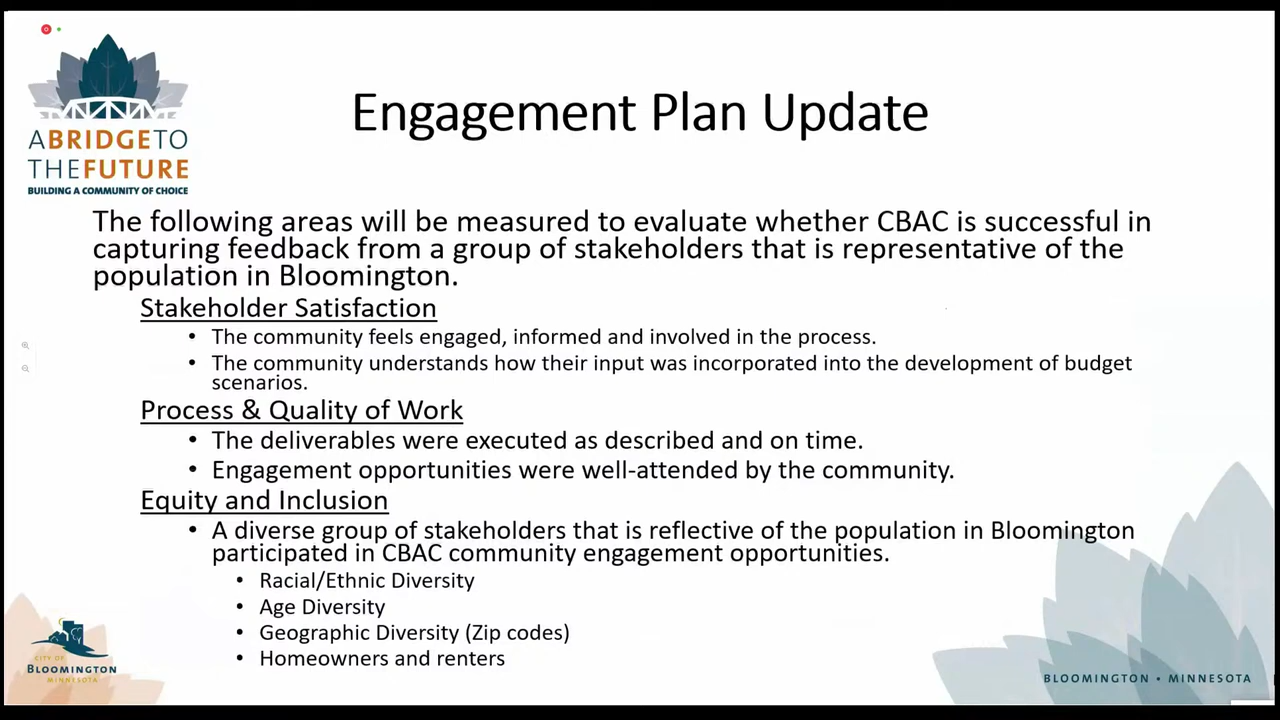 A BRIDGE TO
THE FUTURE
BUILDING A COMMUNITY OF CHOICE
Engagement Plan Update
The following areas will be measured to evaluate whether CBAC is successful in
capturing feedback from a group of stakeholders that is representative of the
population in Bloomington.
Stakeholder Satisfaction
• The community feels engaged, informed and involved in the process.
• The community understands how their input was incorporated into the development of budget
scenarios.
Process & Quality of Work
• The deliverables were executed as described and on time.
• Engagement opportunities were well-attended by the community.
Equity and Inclusion
• A diverse group of stakeholders that is reflective of the population in Bloomington
participated in CBAC community engagement opportunities.
• Racial/Ethnic Diversity
• Age Diversity
• Geographic Diversity (Zip codes)
• Homeowners and renters
CITY OF
BLOOMINGTON
MINNESOTA
BLOOMINGTON • MINNESOTA